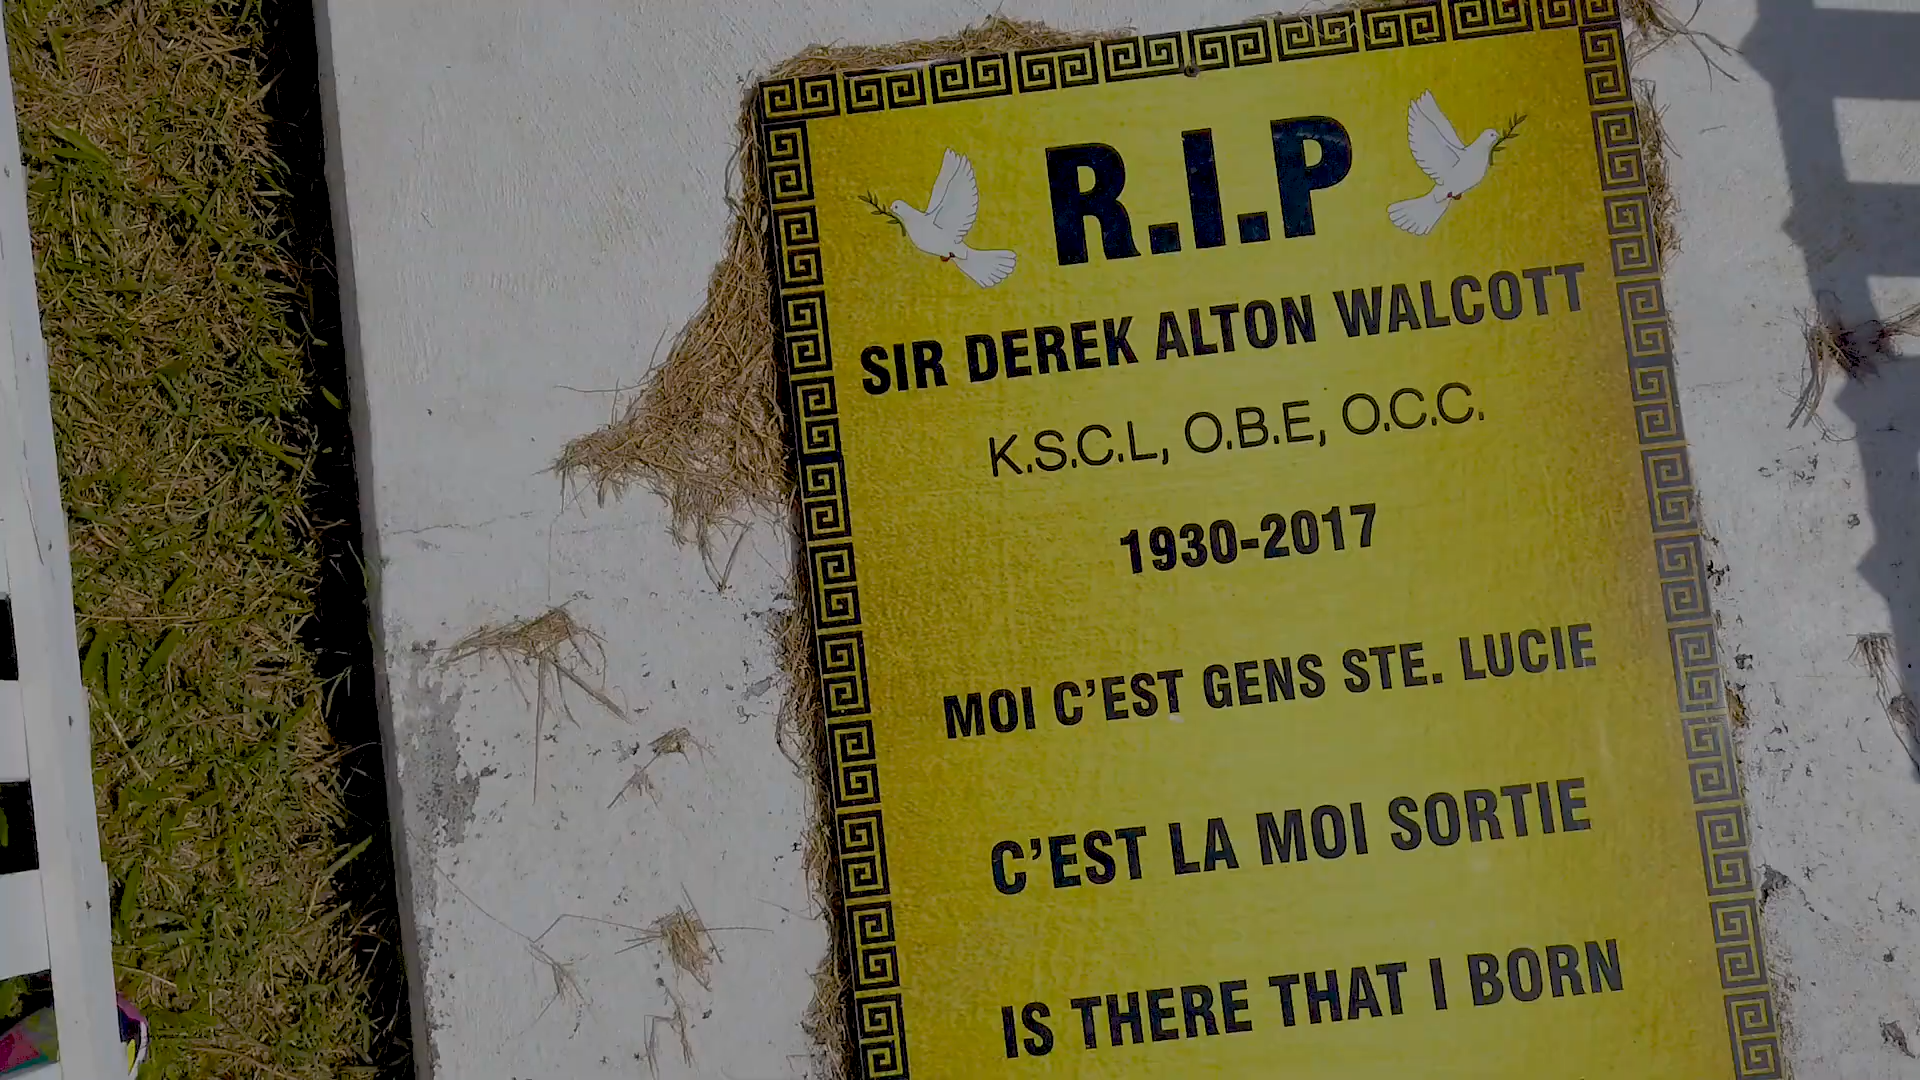 R.I.P
SIR DEREK ALTON WALCOTT
K.S.C.L, O.B.E, O.C.C.
1930-2017
MOI C'EST GENS STE. LUCIE
C'EST LA MOI SORTIE
IS THERE THAT I BORN